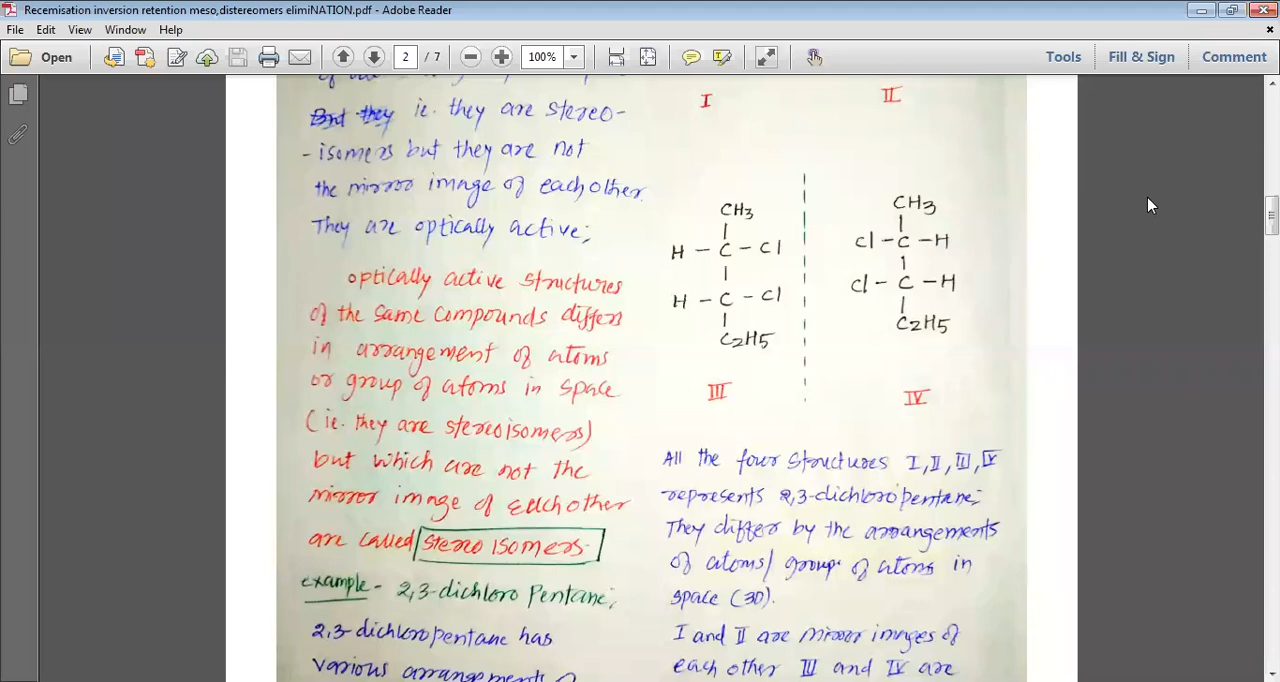 Recemisation inversion retention meso,distereomers elimiNATION.pdf - Adobe Reader
File Edit View Window Help
Open 2 / 7 100% Tools Fill & Sign Comment
ie. they are stereo-
-isomers but they are not
the mirror image of each other.
They are optically active;
optically active structures
of the same compounds differs
in arrangement of atoms
or group of atoms in space
(ie. they are stereoisomers)
but which are not the
mirror image of each other
are called stereo isomers.
example - 2,3-dichloro pentane;
2,3-dichloropentane has
various arrangements of
I II
CH3
H - C - Cl
H - C - Cl
C2H5
III
CH3
Cl - C - H
Cl - C - H
C2H5
IV
All the four structures I, II, III, IV
represents 2,3-dichloropentane;
They differ by the arrangements
of atoms/ group of atoms in
space (3D).
I and II are mirror images of
each other III and IV are